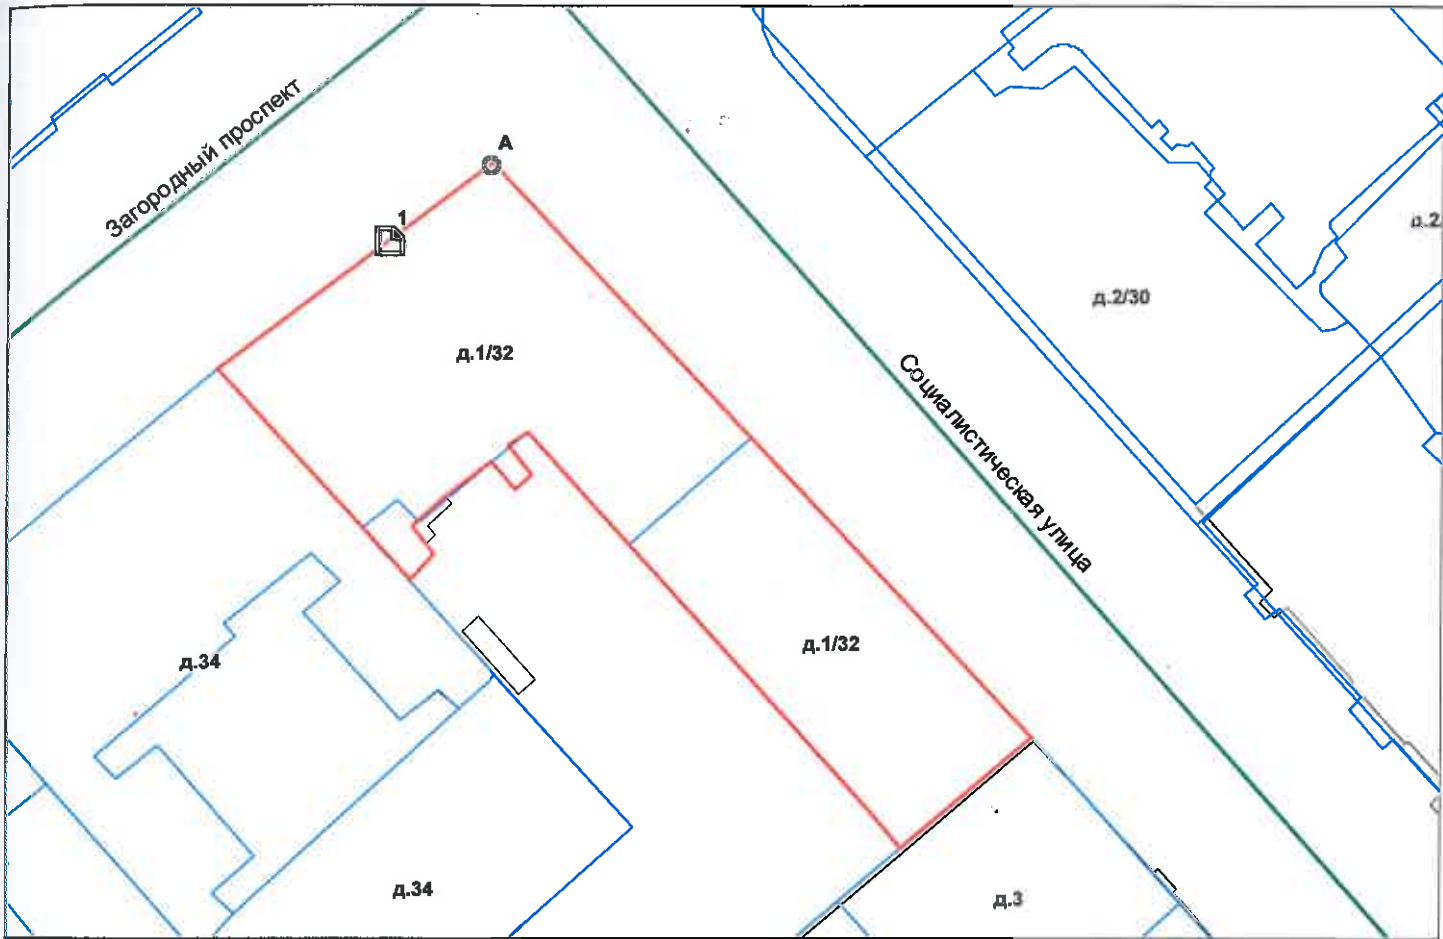 Загородный проспект
А
1
д.2
д.2/30
д.1/32
Социалистическая улица
д.1/32
д.34
д.34
д.3